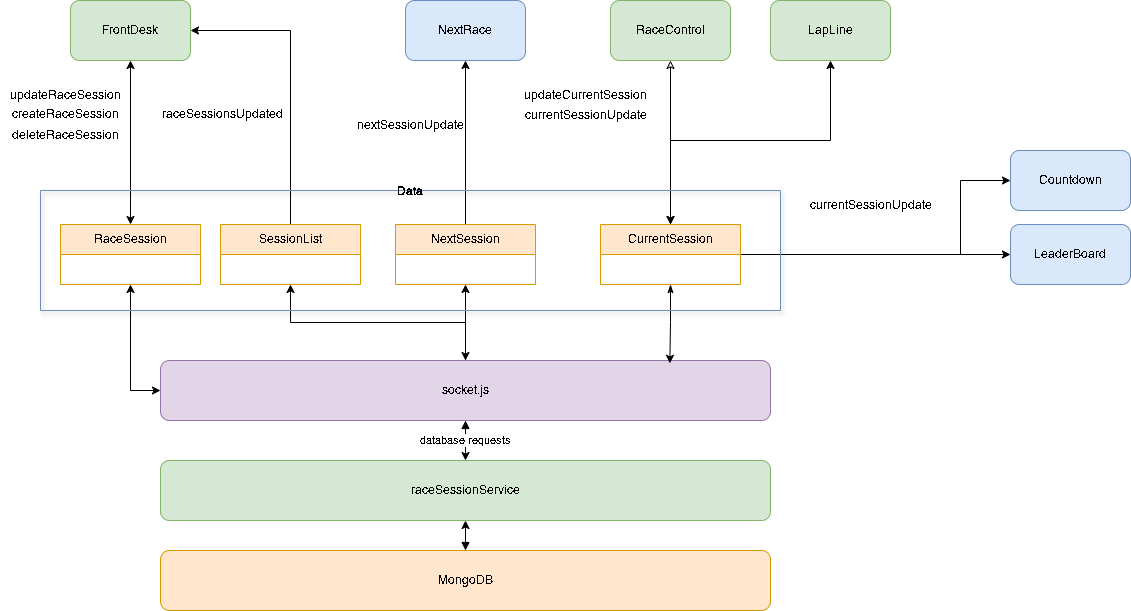 FrontDesk
NextRace
RaceControl
LapLine
updateRaceSession
createRaceSession
deleteRaceSession
raceSessionsUpdated
nextSessionUpdate
updateCurrentSession
currentSessionUpdate
Data
Countdown
currentSessionUpdate
RaceSession
SessionList
NextSession
CurrentSession
LeaderBoard
socket.js
database requests
raceSessionService
MongoDB